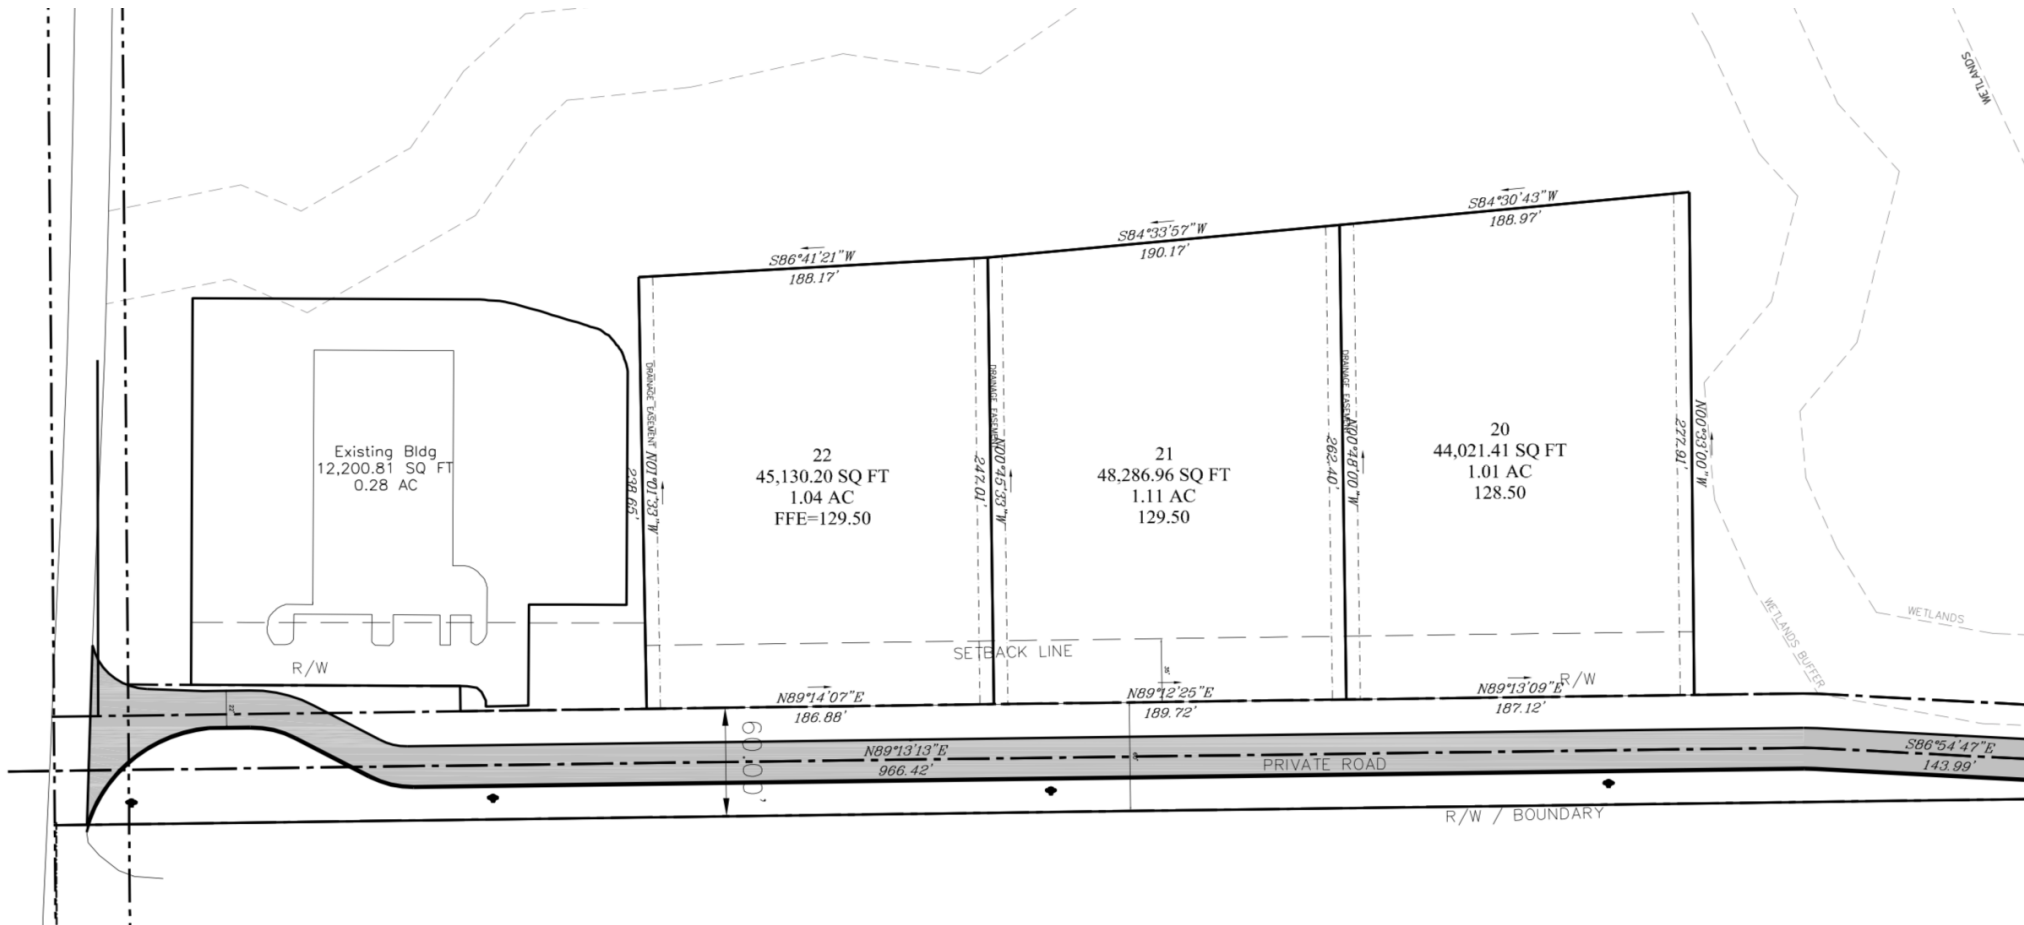 WETLANDS
S84°30'43"W
188.97'
S84°33'57"W
190.17'
S86°41'21"W
188.17'
Existing Bldg
12,200.81 SQ FT
0.28 AC
238.65'
DRAINAGE EASEMENT
N01°01'33"W
22
45,130.20 SQ FT
1.04 AC
FFE=129.50
247.01'
DRAINAGE EASEMENT
N00°45'33"W
21
48,286.96 SQ FT
1.11 AC
129.50
262.40'
DRAINAGE EASEMENT
N00°48'00"W
20
44,021.41 SQ FT
1.01 AC
128.50
277.91'
N00°33'00"W
WETLANDS BUFFER
WETLANDS
SETBACK LINE
R/W
N89°14'07"E
186.88'
N89°12'25"E
189.72'
N89°13'09"E
187.12'
R/W
60.00'
N89°13'13"E
966.42'
PRIVATE ROAD
S86°54'47"E
143.99'
R/W / BOUNDARY